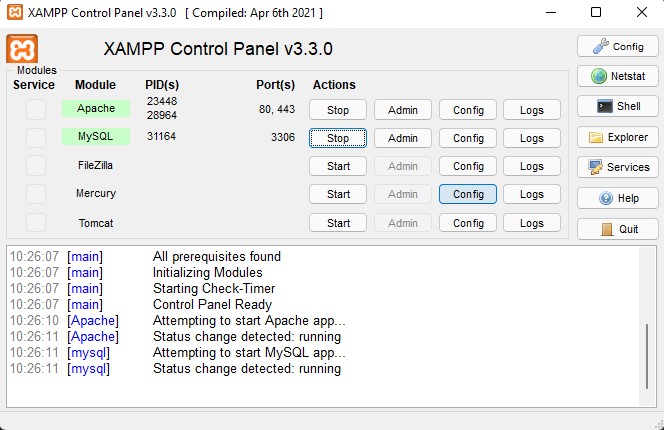 XAMPP Control Panel v3.3.0 [ Compiled: Apr 6th 2021 ]
XAMPP Control Panel v3.3.0
Config
Modules
Service Module PID(s) Port(s) Actions
Netstat
Apache 23448 28964 80, 443 Stop Admin Config Logs
Shell
MySQL 31164 3306 Stop Admin Config Logs
Explorer
FileZilla Start Admin Config Logs
Services
Mercury Start Admin Config Logs
Help
Tomcat Start Admin Config Logs
Quit
10:26:07 [main] All prerequisites found
10:26:07 [main] Initializing Modules
10:26:07 [main] Starting Check-Timer
10:26:07 [main] Control Panel Ready
10:26:10 [Apache] Attempting to start Apache app...
10:26:11 [Apache] Status change detected: running
10:26:11 [mysql] Attempting to start MySQL app...
10:26:11 [mysql] Status change detected: running